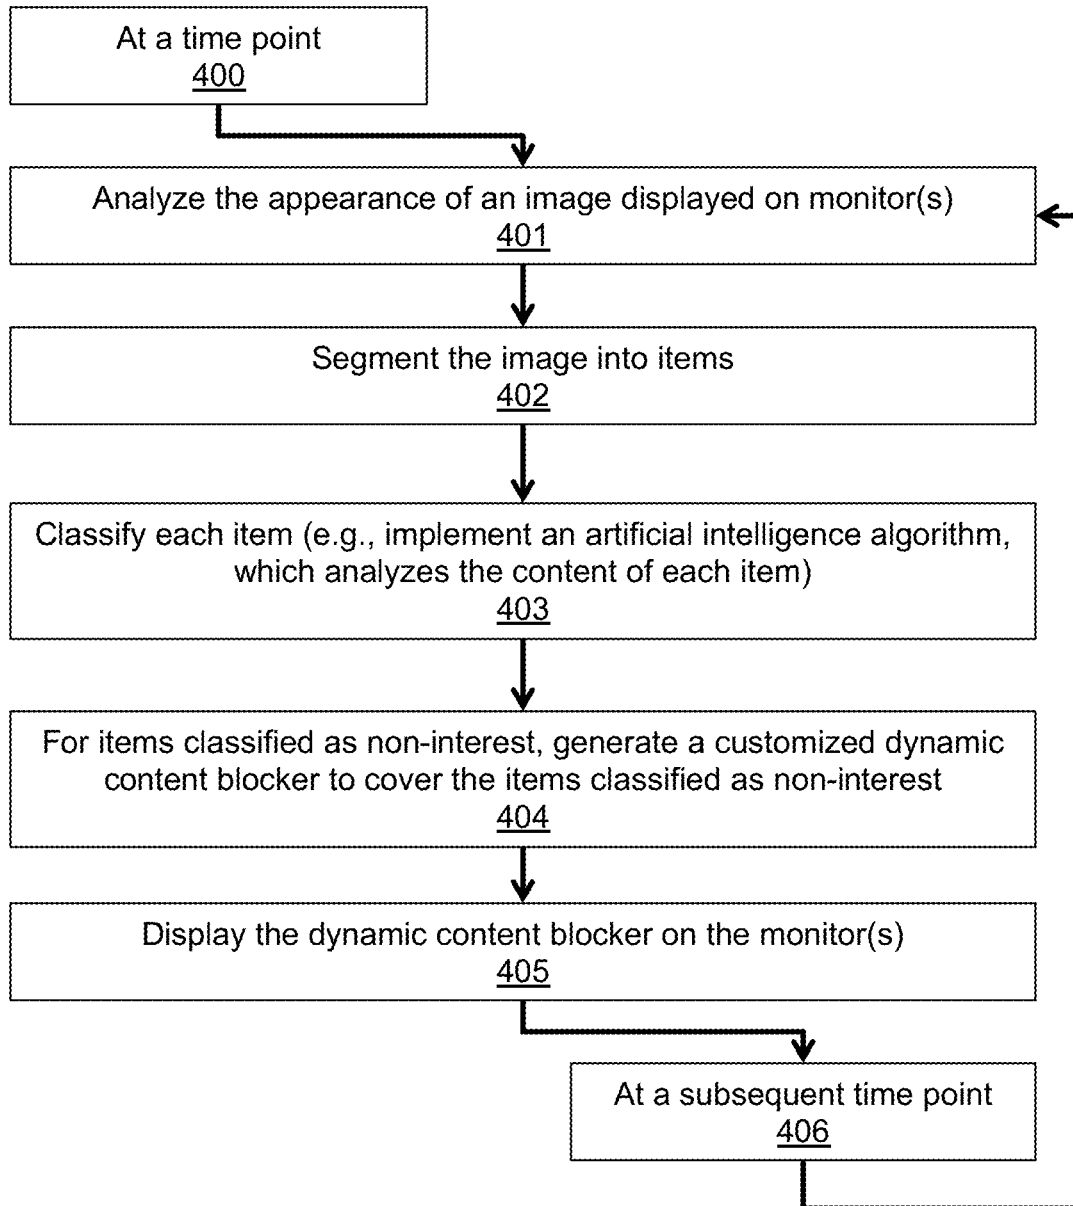 At a time point
400
Analyze the appearance of an image displayed on monitor(s)
401
Segment the image into items
402
Classify each item (e.g., implement an artificial intelligence algorithm,
which analyzes the content of each item)
403
For items classified as non-interest, generate a customized dynamic
content blocker to cover the items classified as non-interest
404
Display the dynamic content blocker on the monitor(s)
405
At a subsequent time point
406